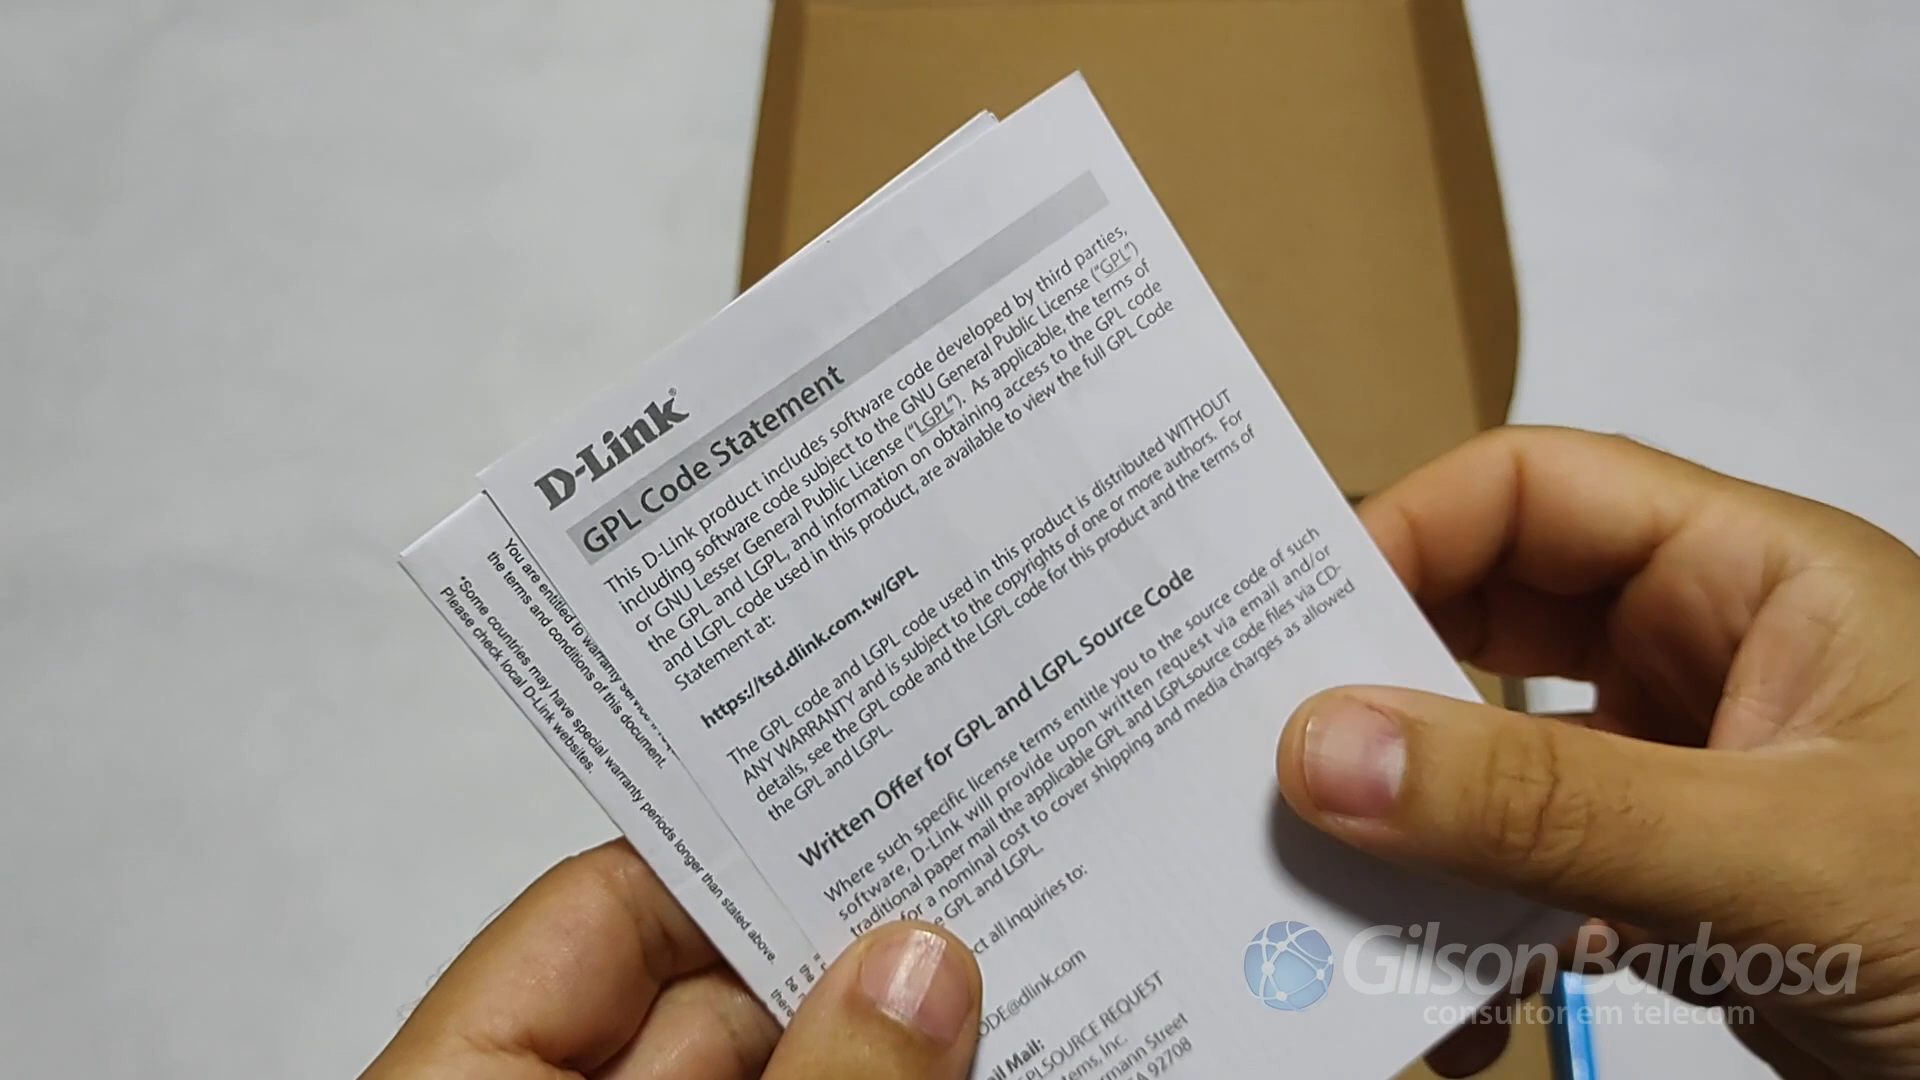 D-Link®
GPL Code Statement
This D-Link product includes software code developed by third parties,
including software code subject to the GNU General Public License ("GPL")
or GNU Lesser General Public License ("LGPL"). As applicable, the terms of
the GPL and LGPL, and information on obtaining access to the GPL code
and LGPL code used in this product, are available to view the full GPL Code
Statement at:
https://tsd.dlink.com.tw/GPL
The GPL code and LGPL code used in this product is distributed WITHOUT
ANY WARRANTY and is subject to the copyrights of one or more authors. For
details, see the GPL code and the LGPL code for this product and the terms of
the GPL and LGPL.
Written Offer for GPL and LGPL Source Code
Where such specific license terms entitle you to the source code of such
software, D-Link will provide upon written request via email and/or
traditional paper mail the applicable GPL and LGPLsource code files via CD-
for a nominal cost to cover shipping and media charges as allowed
GPL and LGPL.
all inquiries to:
ODE@dlink.com
Mail:
PLSOURCE REQUEST
tems, Inc.
rmann Street
92708
You are entitled to warranty
the terms and conditions of this document.
*Some countries may have special warranty periods longer than stated above.
Please check local D-Link websites.
Gilson Barbosa
consultor em telecom